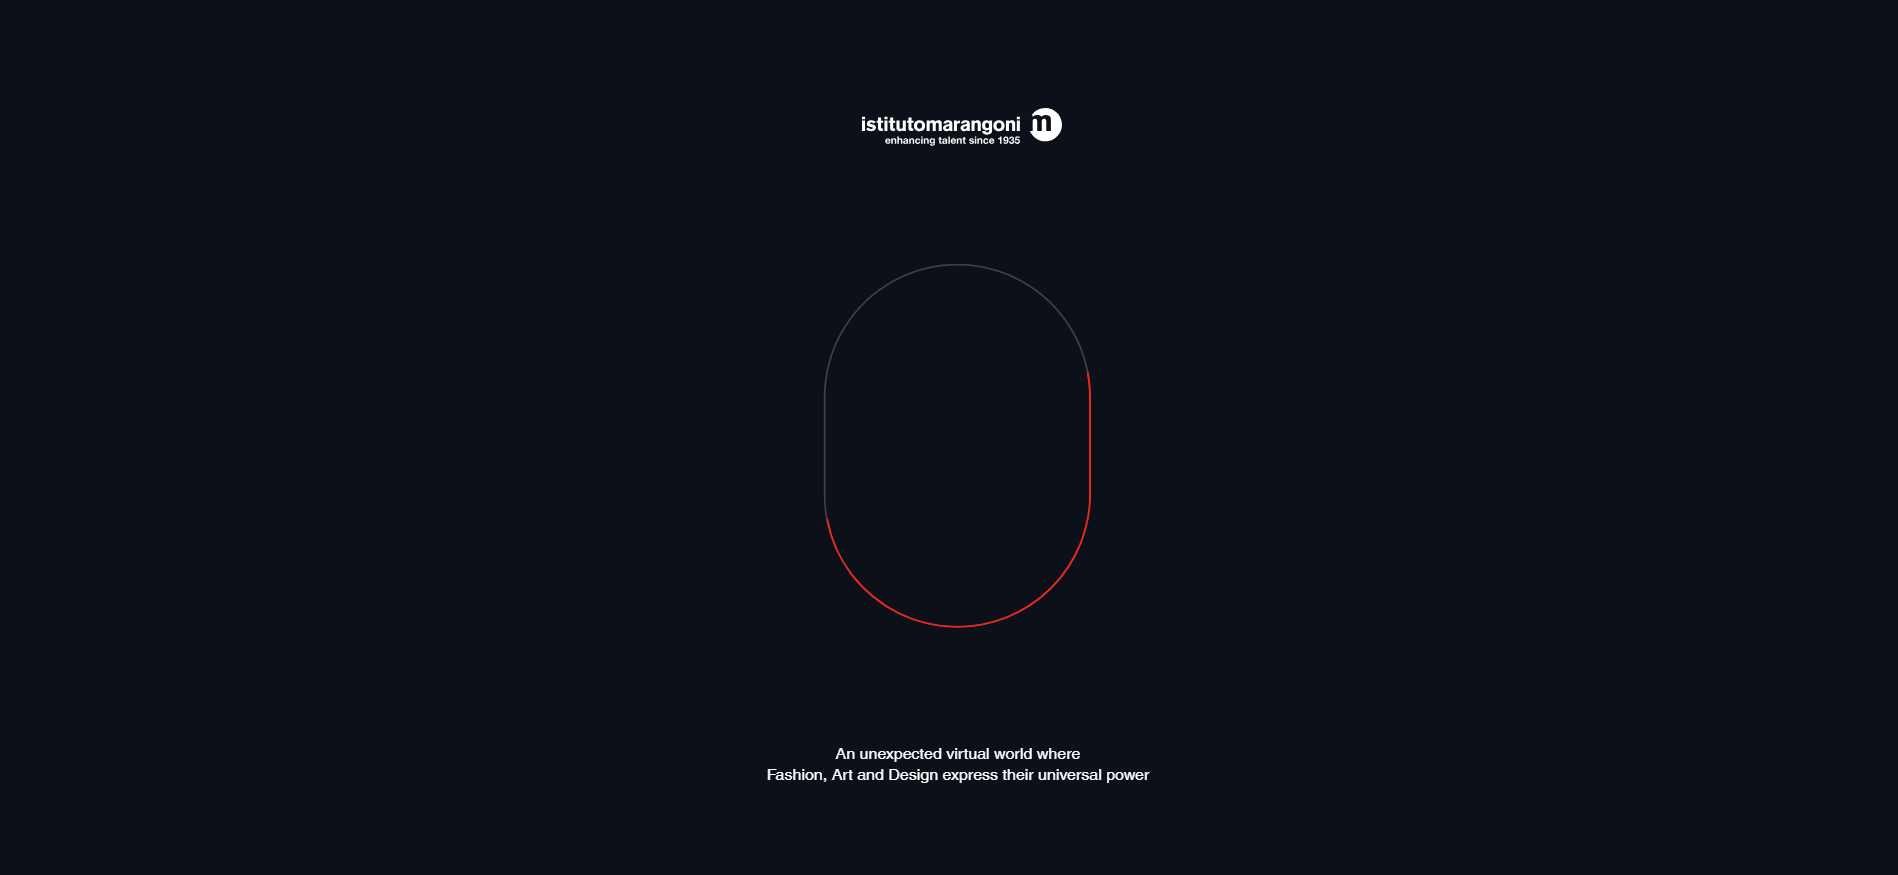 istitutomarangoni m
enhancing talent since 1935
An unexpected virtual world where
Fashion, Art and Design express their universal power